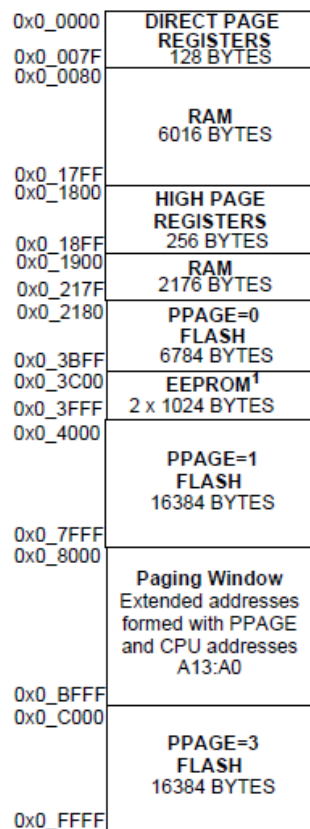 0x0_0000
DIRECT PAGE
REGISTERS
0x0_007F
128 BYTES
0x0_0080
RAM
6016 BYTES
0x0_17FF
0x0_1800
HIGH PAGE
REGISTERS
0x0_18FF
256 BYTES
0x0_1900
RAM
0x0_217F
2176 BYTES
0x0_2180
PPAGE=0
FLASH
0x0_3BFF
6784 BYTES
0x0_3C00
EEPROM1
0x0_3FFF
2 x 1024 BYTES
0x0_4000
PPAGE=1
FLASH
16384 BYTES
0x0_7FFF
0x0_8000
Paging Window
Extended addresses
formed with PPAGE
and CPU addresses
A13:A0
0x0_BFFF
0x0_C000
PPAGE=3
FLASH
16384 BYTES
0x0_FFFF